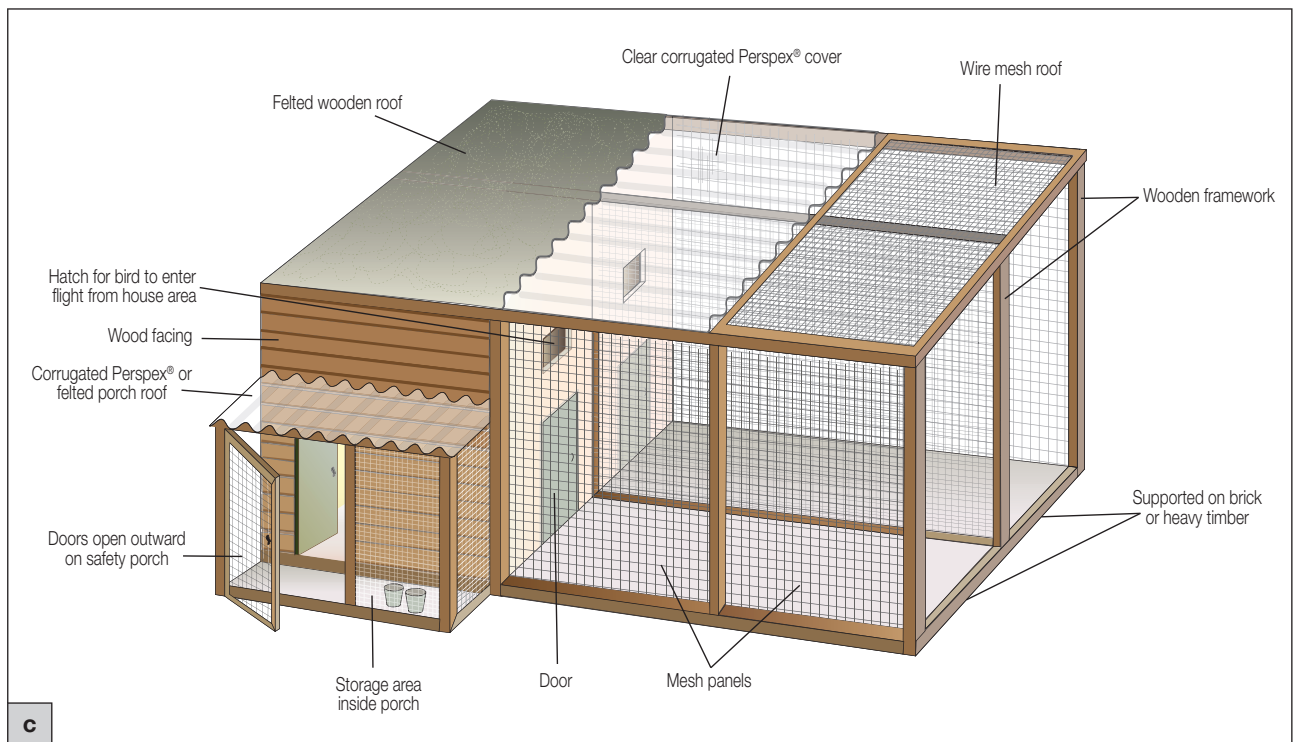 Clear corrugated Perspex® cover
Wire mesh roof
Felted wooden roof
Wooden framework
Hatch for bird to enter
flight from house area
Wood facing
Corrugated Perspex® or
felted porch roof
Supported on brick
or heavy timber
Doors open outward
on safety porch
Storage area
inside porch
Door
Mesh panels
c